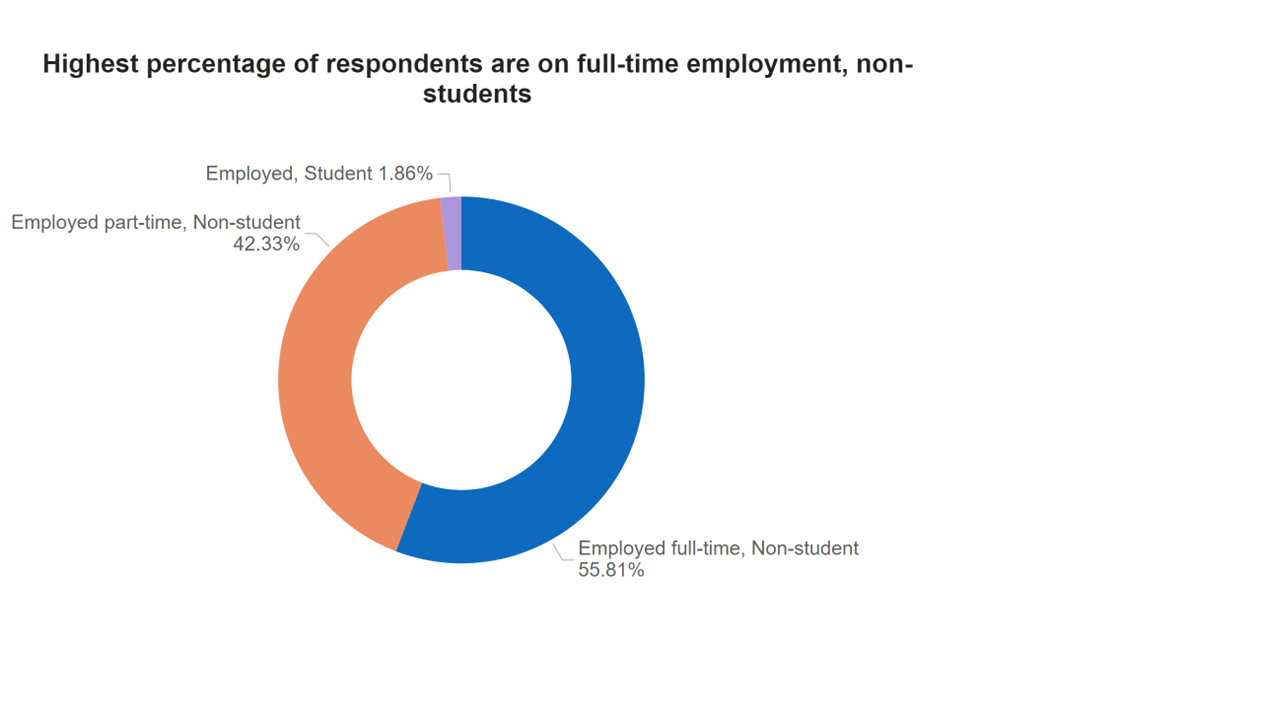 Highest percentage of respondents are on full-time employment, non-
students
Employed, Student 1.86%
Employed part-time, Non-student
42.33%
Employed full-time, Non-student
55.81%